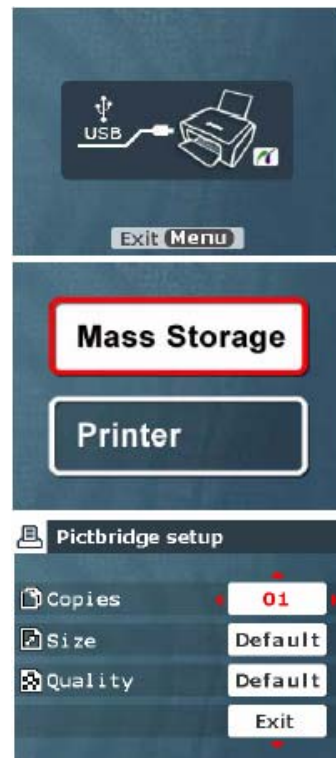 USB
Exit Menu
Mass Storage
Printer
Pictbridge setup
Copies 01
Size Default
Quality Default
Exit